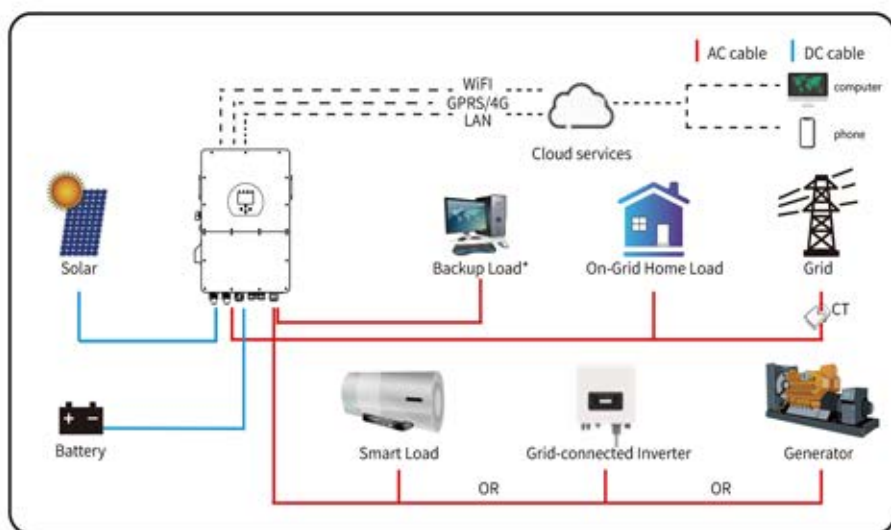 AC cable DC cable
WiFI
GPRS/4G
LAN
computer
phone
Cloud services
Solar
Backup Load*
On-Grid Home Load
Grid
CT
Battery
Smart Load
Grid-connected Inverter
Generator
OR
OR